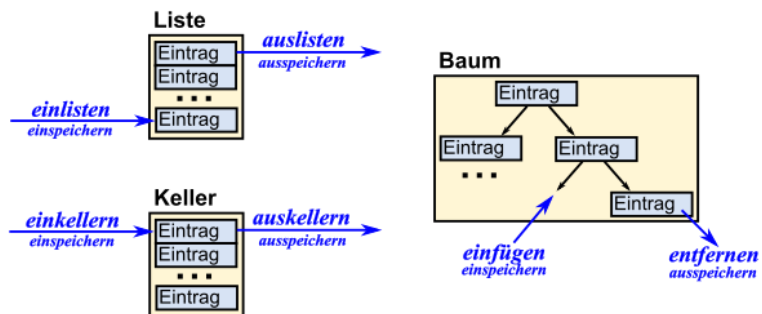 Liste
Eintrag
auslisten
ausspeichern
Eintrag
einlisten
einspeichern
Eintrag
Keller
einkellern
einspeichern
Eintrag
auskellern
ausspeichern
Eintrag
Eintrag
Baum
Eintrag
Eintrag
Eintrag
Eintrag
einfügen
einspeichern
entfernen
ausspeichern